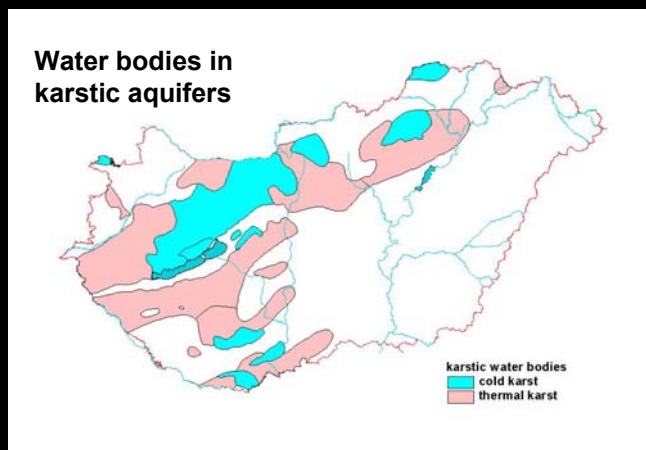 Water bodies in
karstic aquifers
karstic water bodies
cold karst
thermal karst